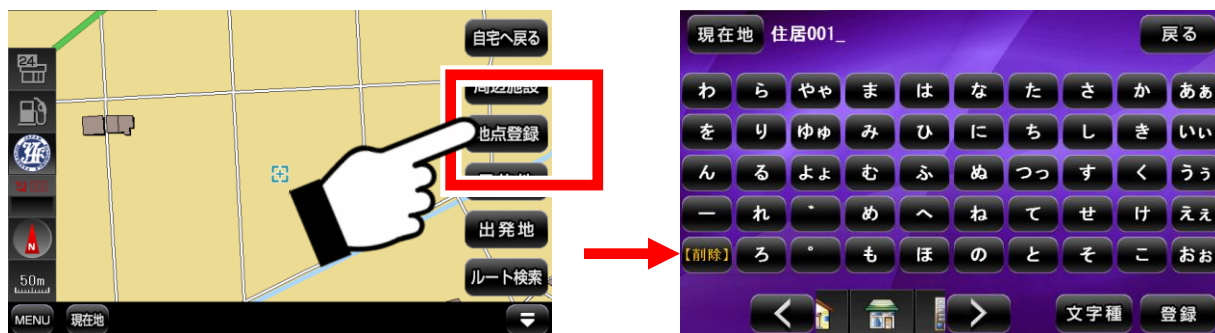 自宅へ戻る
24
周辺施設
地点登録
N
出発地
50m
ルート検索
MENU 現在地
現在地 住居001_ 戻る
わ ら やゃ ま は な た さ か あぁ
を り ゆゅ み ひ に ち し き いぃ
ん る よょ む ふ ぬ つっ す く うぅ
ー れ ゛ め へ ね て せ け えぇ
【削除】 ろ ゜ も ほ の と そ こ おぉ
文字種 登録